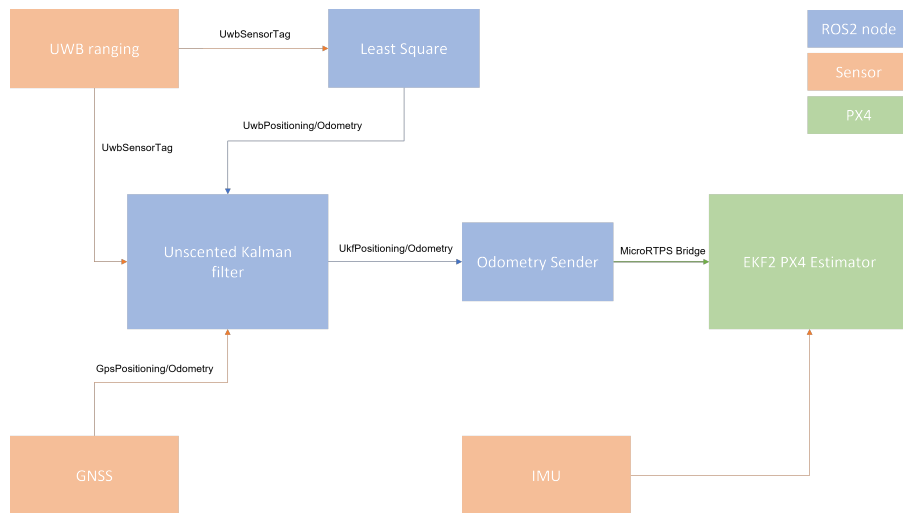 UWB ranging
UwbSensorTag
Least Square
ROS2 node
Sensor
PX4
UwbPositioning/Odometry
UwbSensorTag
Unscented Kalman
filter
UkfPositioning/Odometry
Odometry Sender
MicroRTPS Bridge
EKF2 PX4 Estimator
GpsPositioning/Odometry
GNSS
IMU